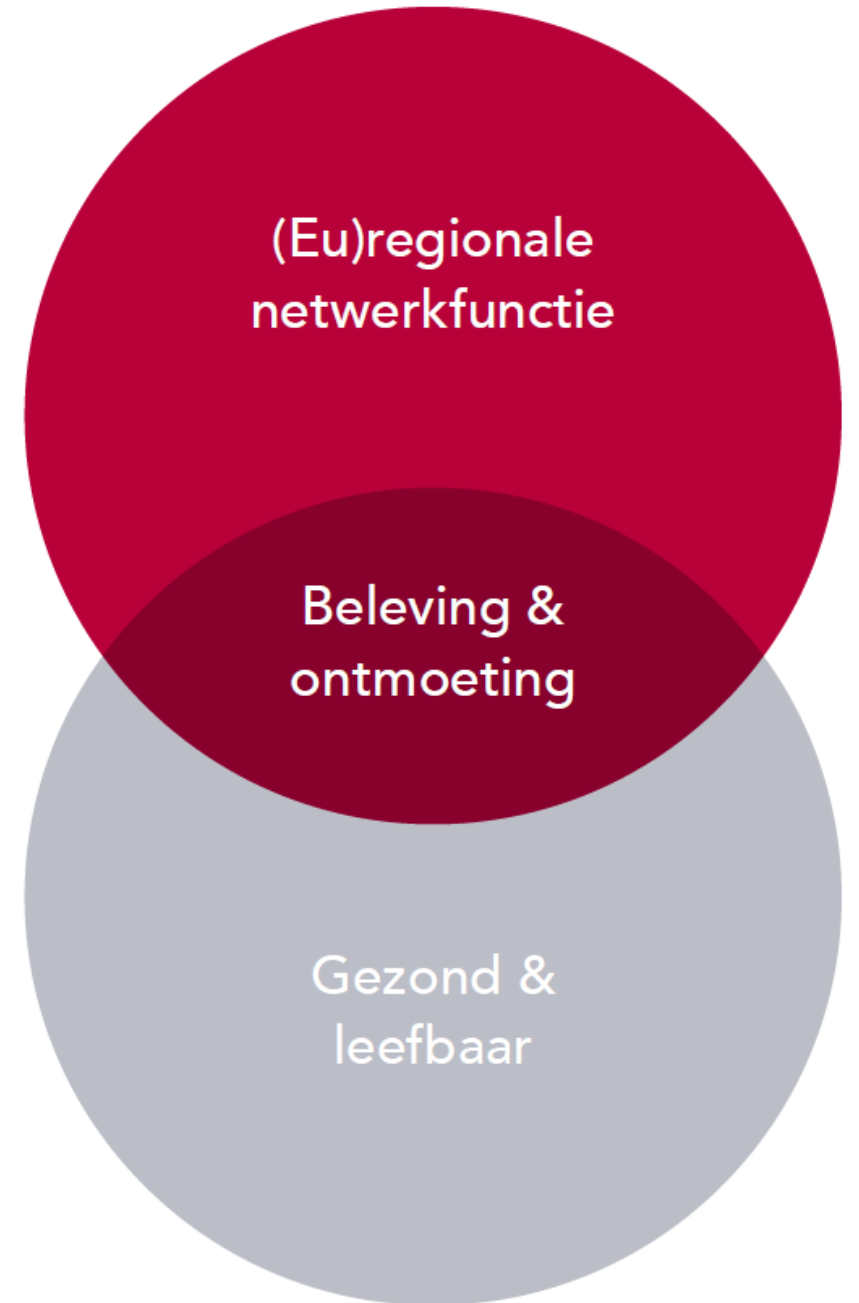 (Eu)regionale
netwerkfunctie
Beleving &
ontmoeting
Gezond &
leefbaar